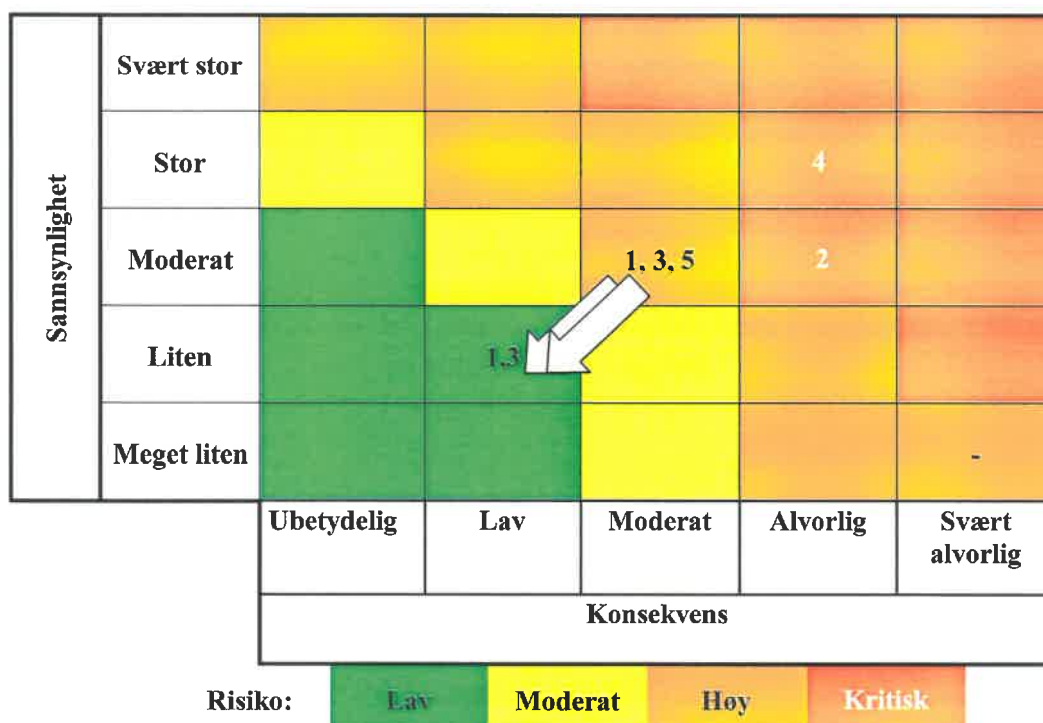 Sannsynlighet
Svært stor
Stor
4
Moderat
1, 3, 5
2
Liten
1,3
Meget liten
-
Ubetydelig
Lav
Moderat
Alvorlig
Svært
alvorlig
Konsekvens
Risiko:
Lav
Moderat
Høy
Kritisk